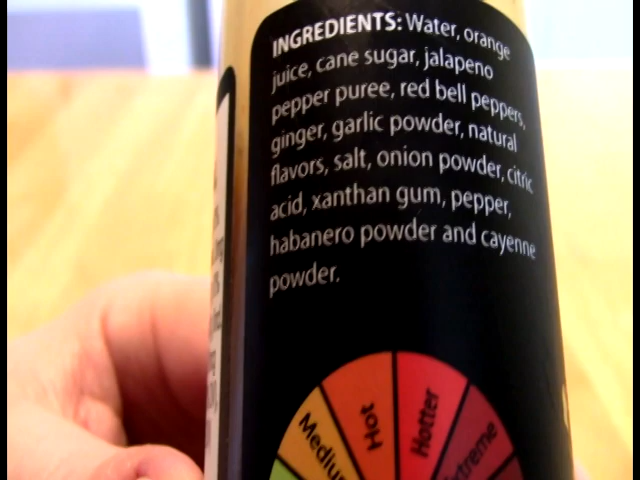 INGREDIENTS: Water, orange
juice, cane sugar, jalapeno
pepper puree, red bell peppers,
ginger, garlic powder, natural
flavors, salt, onion powder, citric
acid, xanthan gum, pepper,
habanero powder and cayenne
powder.
Medium Hot Hotter Extreme